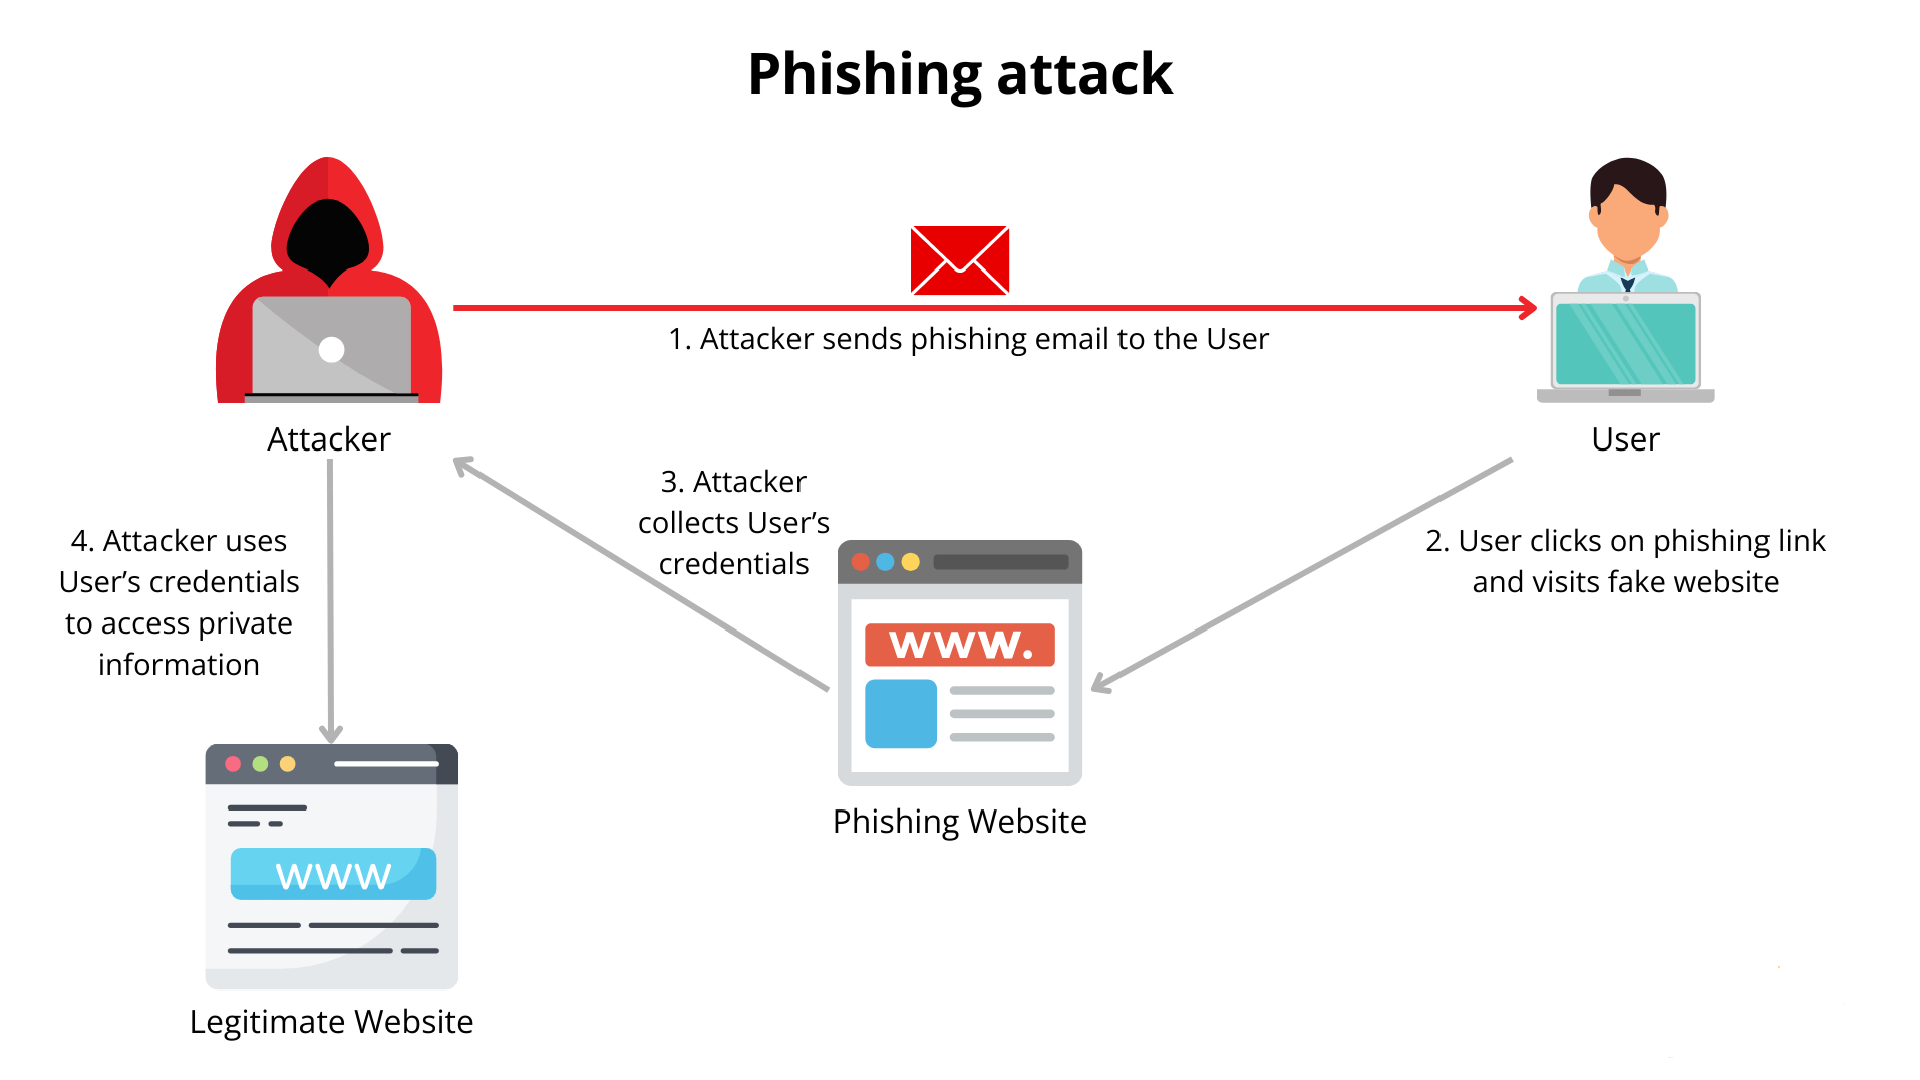 Phishing attack
1. Attacker sends phishing email to the User
Attacker
User
3. Attacker
collects User’s
credentials
2. User clicks on phishing link
and visits fake website
4. Attacker uses
User’s credentials
to access private
information
www.
Phishing Website
www
Legitimate Website